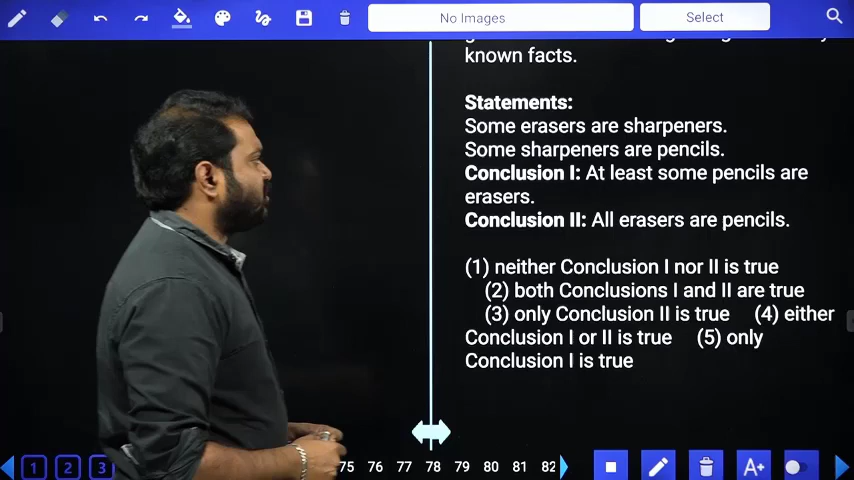 No Images
Select
known facts.
Statements:
Some erasers are sharpeners.
Some sharpeners are pencils.
Conclusion I: At least some pencils are
erasers.
Conclusion II: All erasers are pencils.
(1) neither Conclusion I nor II is true
(2) both Conclusions I and II are true
(3) only Conclusion II is true (4) either
Conclusion I or II is true (5) only
Conclusion I is true
1 2 3 75 76 77 78 79 80 81 82 A+